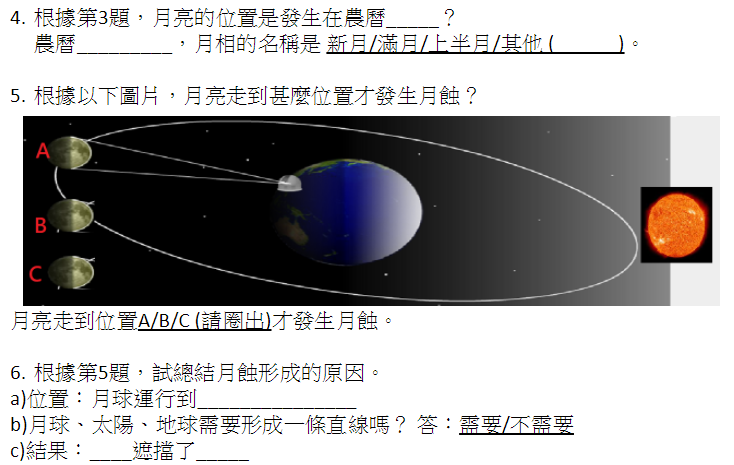 4. 根據第3題，月亮的位置是發生在農曆_____？
農曆_________，月相的名稱是 新月/滿月/上半月/其他 (　　　)。
5. 根據以下圖片，月亮走到甚麼位置才發生月蝕？
A
B
C
月亮走到位置A/B/C (請圈出)才發生月蝕。
6. 根據第5題，試總結月蝕形成的原因。
a)位置：月球運行到_______________
b)月球、太陽、地球需要形成一條直線嗎？ 答：需要/不需要
c)結果：____遮擋了_____